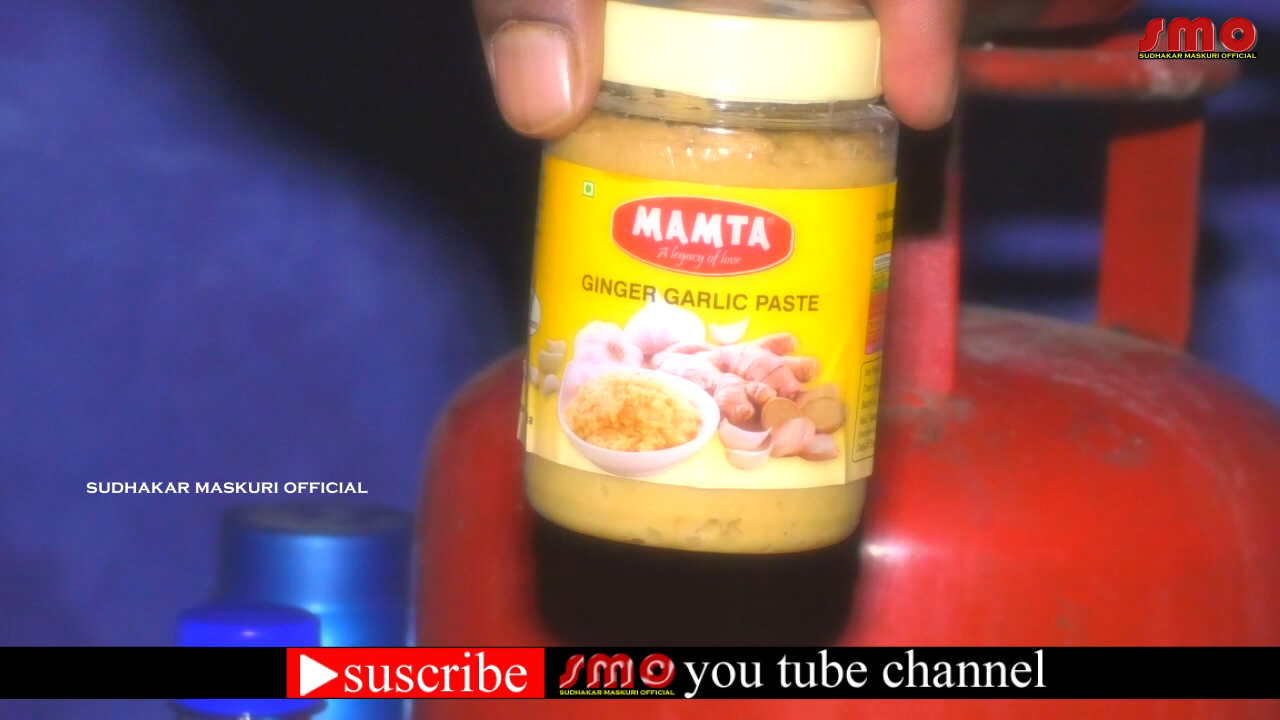 SMO
SUDHAKAR MASKURI OFFICIAL
MAMTA
A legacy of love
GINGER GARLIC PASTE
SUDHAKAR MASKURI OFFICIAL
suscribe SMO you tube channel
SUDHAKAR MASKURI OFFICIAL